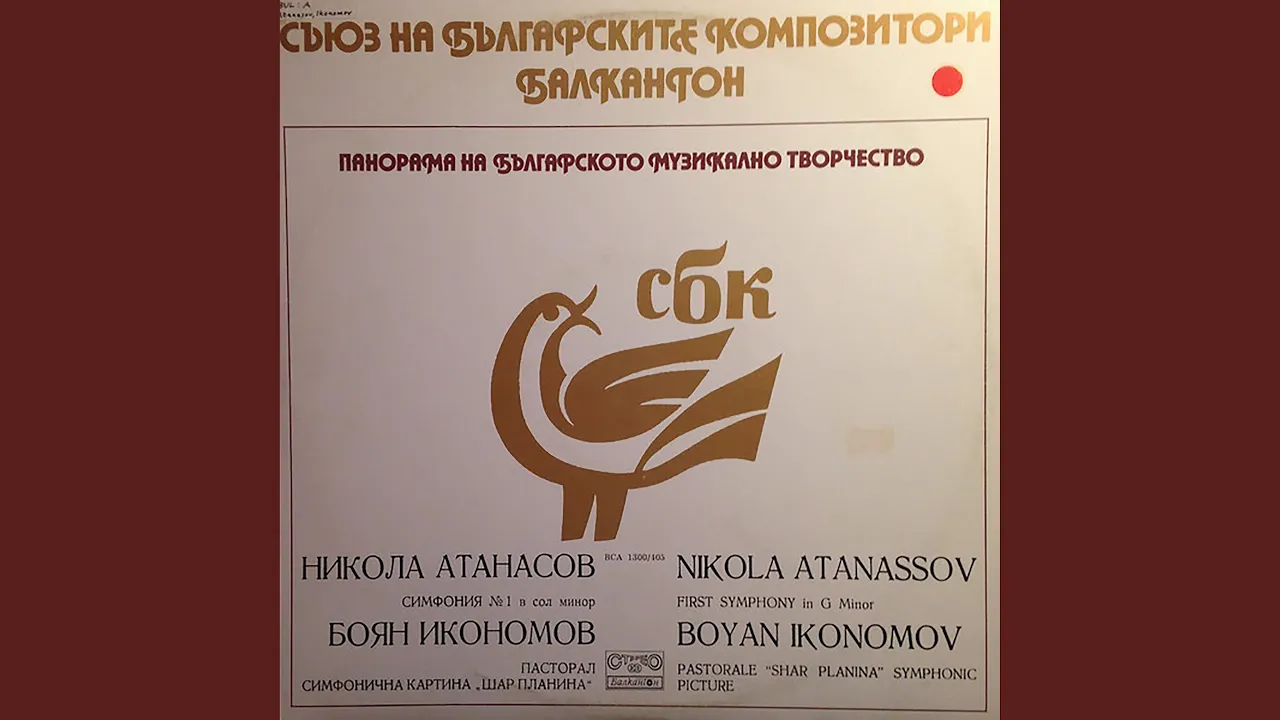 СЪЮЗ НА БЪЛГАРСКИТЕ КОМПОЗИТОРИ
БАЛКАНТОН
ПАНОРАМА НА БЪЛГАРСКОТО МУЗИКАЛНО ТВОРЧЕСТВО
сбк
НИКОЛА АТАНАСОВ
СИМФОНИЯ №1 в сол минор
БОЯН ИКОНОМОВ
ПАСТОРАЛ
СИМФОНИЧНА КАРТИНА „ШАР ПЛАНИНА“
ВСА 1300/405
СТЕРЕО
Балкантон
NIKOLA ATANASSOV
FIRST SYMPHONY in G Minor
BOYAN IKONOMOV
PASTORALE “SHAR PLANINA” SYMPHONIC
PICTURE